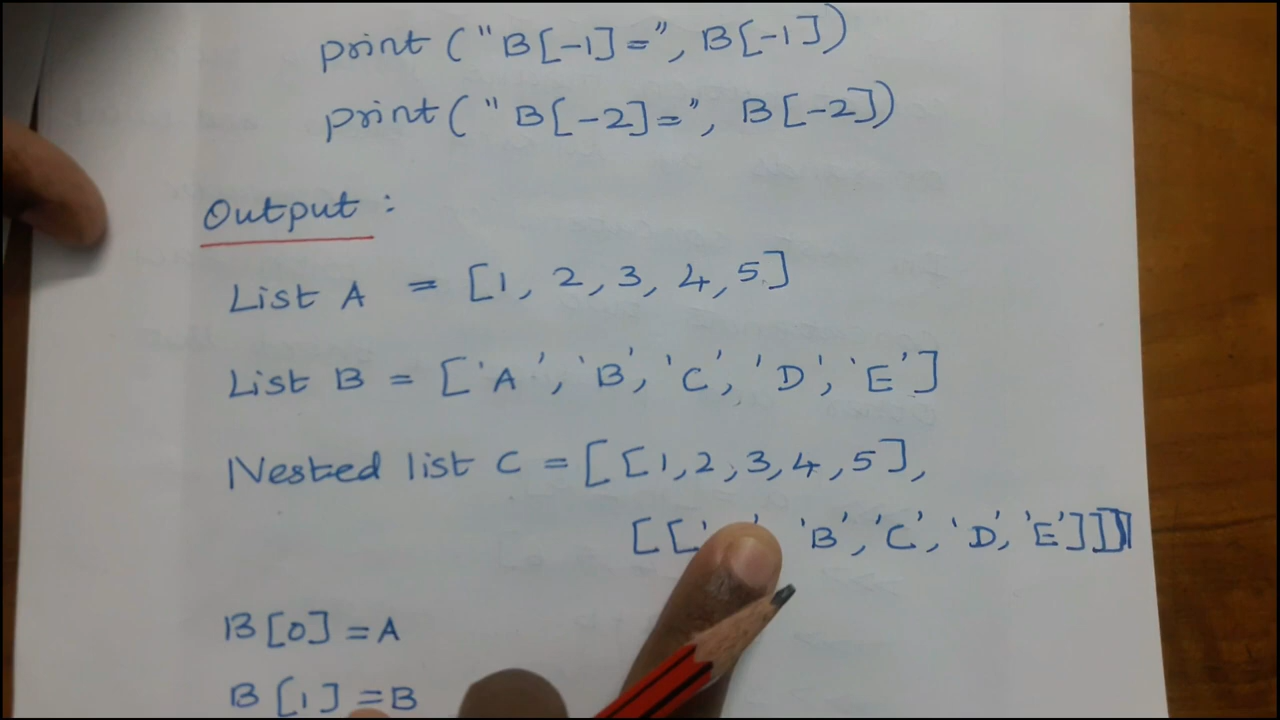 print ("B[-1]=", B[-1])
print ("B[-2]=", B[-2])
Output :
List A = [1, 2, 3, 4, 5]
List B = ['A', 'B', 'C', 'D', 'E']
Nested list C = [[1, 2, 3, 4, 5],
[[' ' 'B', 'C', 'D', 'E']]]
B[0] = A
B[1] = B